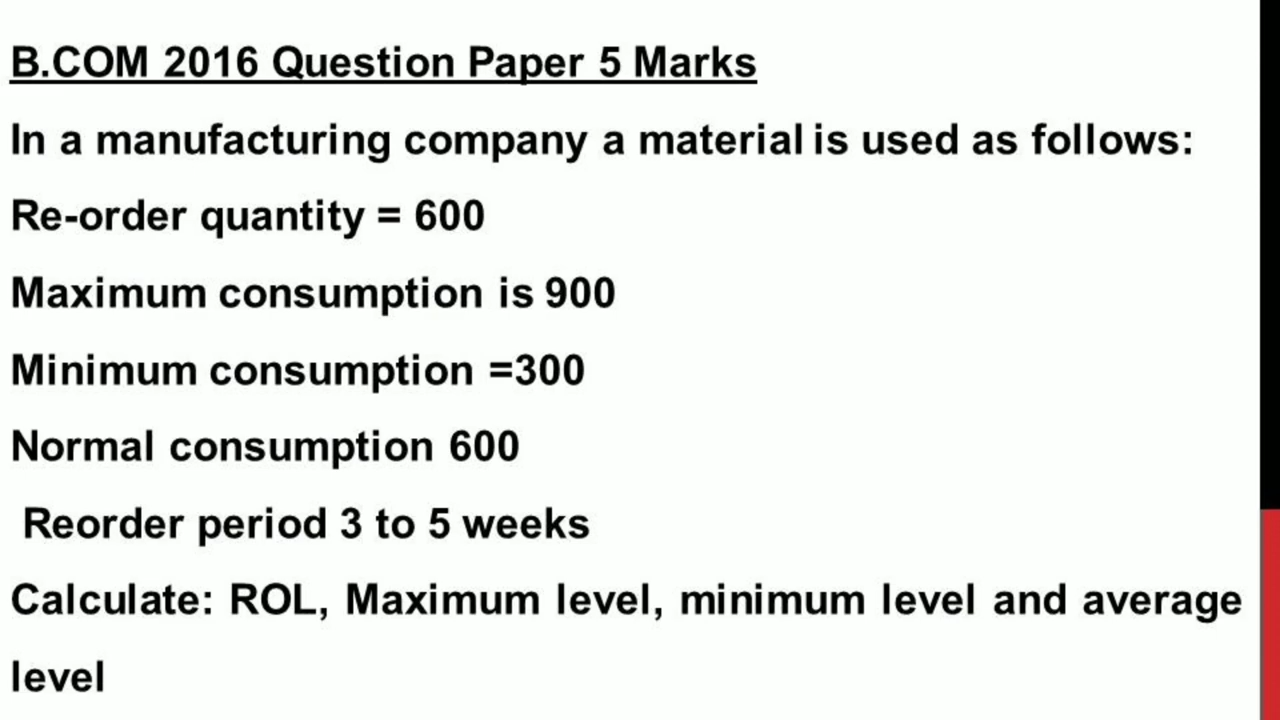 B.COM 2016 Question Paper 5 Marks
In a manufacturing company a material is used as follows:
Re-order quantity = 600
Maximum consumption is 900
Minimum consumption =300
Normal consumption 600
Reorder period 3 to 5 weeks
Calculate: ROL, Maximum level, minimum level and average
level